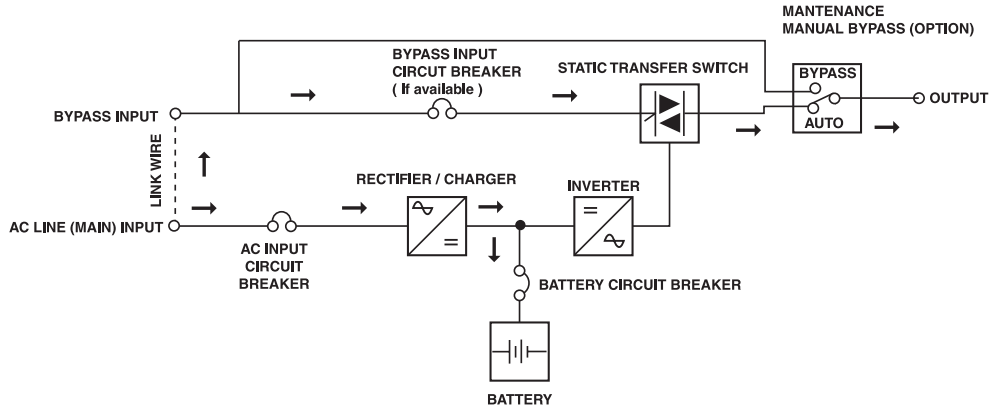 MANTENANCE
MANUAL BYPASS (OPTION)
BYPASS INPUT
CIRCUT BREAKER
( If available )
STATIC TRANSFER SWITCH
BYPASS
BYPASS INPUT
OUTPUT
AUTO
LINK WIRE
RECTIFIER / CHARGER
INVERTER
AC LINE (MAIN) INPUT
AC INPUT
CIRCUIT
BREAKER
BATTERY CIRCUIT BREAKER
BATTERY